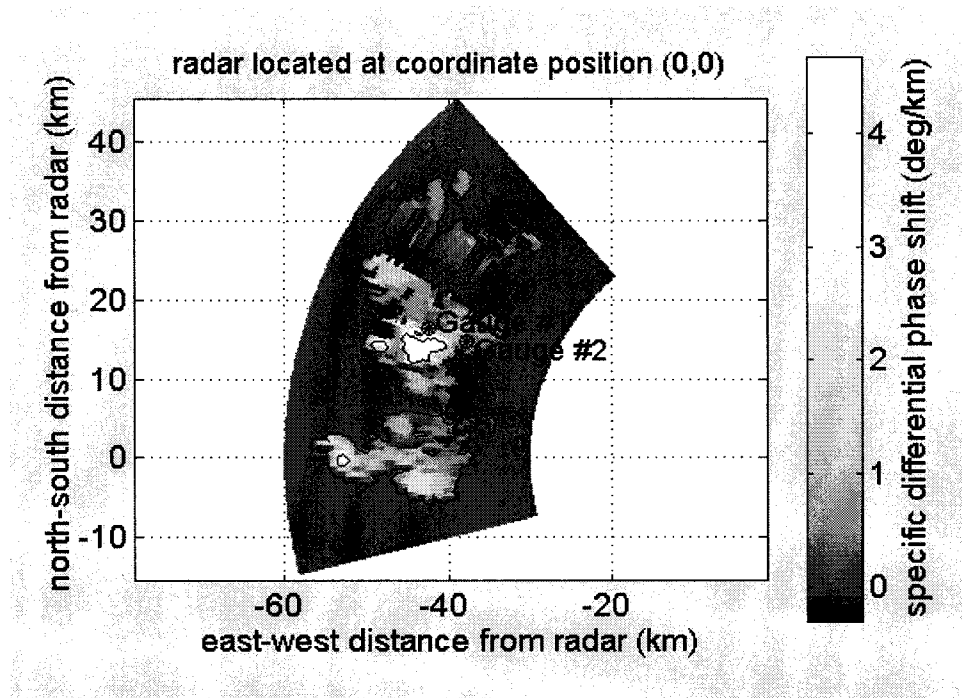 radar located at coordinate position (0,0)
north-south distance from radar (km)
40
30
20
10
0
-10
Gauge #
Gauge #2
-60
-40
-20
east-west distance from radar (km)
4
3
2
1
0
specific differential phase shift (deg/km)